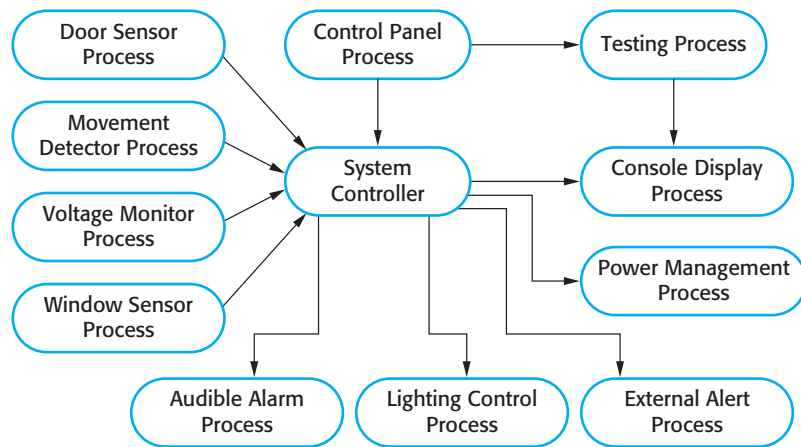 Door Sensor
Process
Control Panel
Process
Testing Process
Movement
Detector Process
System
Controller
Console Display
Process
Voltage Monitor
Process
Power Management
Process
Window Sensor
Process
Audible Alarm
Process
Lighting Control
Process
External Alert
Process